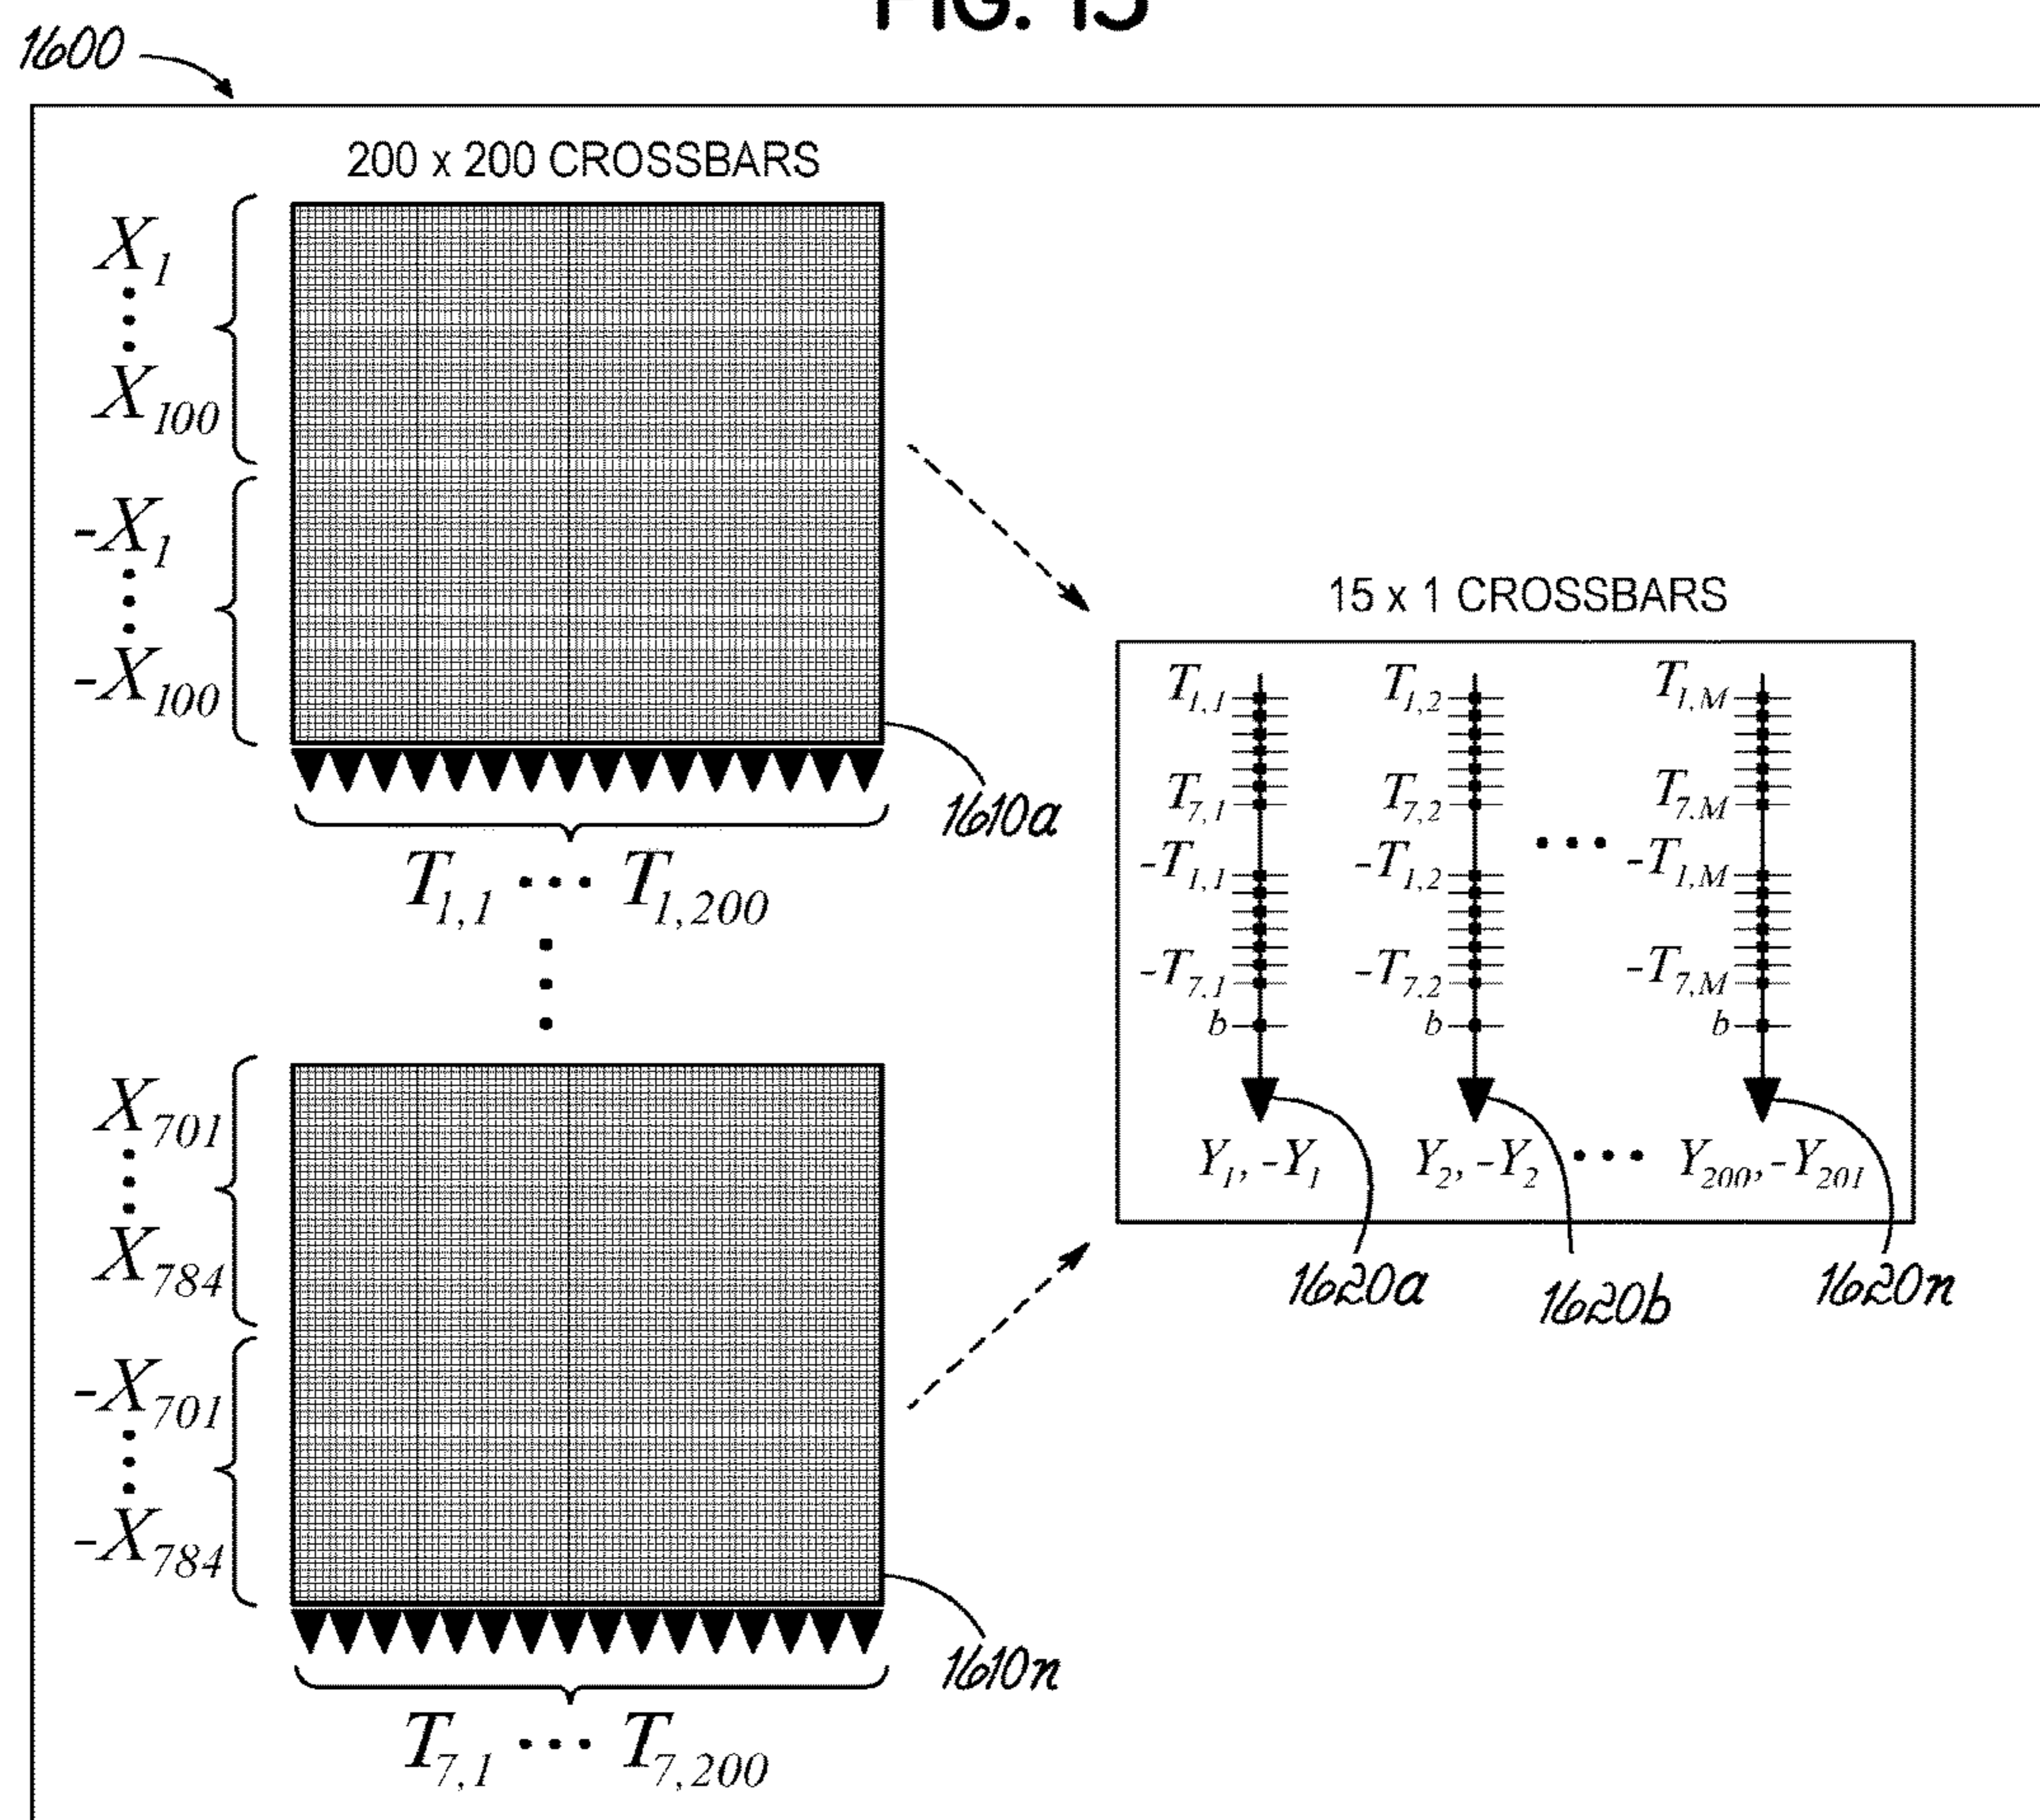 FIG. 15
1600
200 x 200 CROSSBARS
X1
X100
-X1
-X100
1610a
T1,1 ••• T1,200
X701
X784
-X701
-X784
1610n
T7,1 ••• T7,200
15 x 1 CROSSBARS
T1,1 T1,2 T1,M
T7,1 T7,2 T7,M
•••
-T1,1 -T1,2 -T1,M
-T7,1 -T7,2 -T7,M
b b b
Y1, -Y1 Y2, -Y2 ••• Y200, -Y201
1620a 1620b 1620n